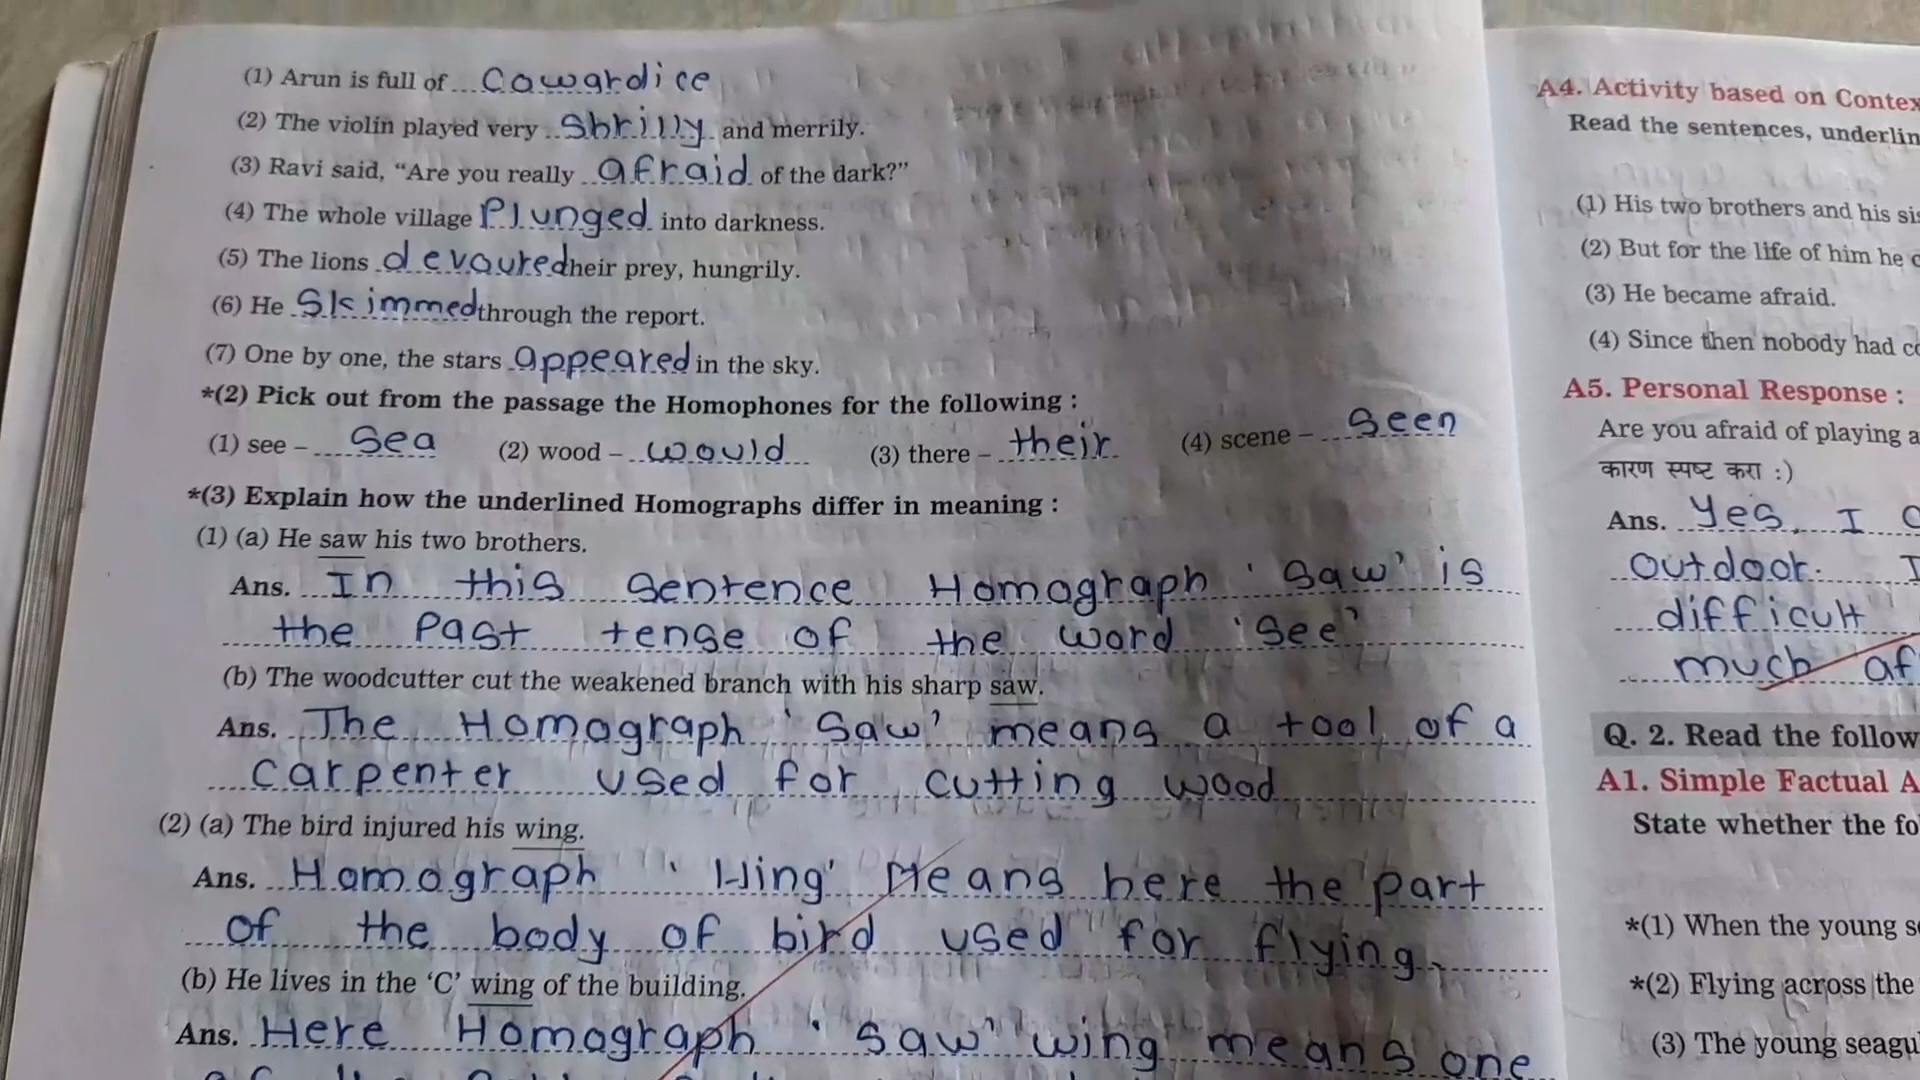 (1) Arun is full of cowardice
(2) The violin played very shrilly and merrily.
(3) Ravi said, “Are you really afraid of the dark?”
(4) The whole village Plunged into darkness.
(5) The lions devoured their prey, hungrily.
(6) He Skimmed through the report.
(7) One by one, the stars appeared in the sky.
*(2) Pick out from the passage the Homophones for the following :
(1) see – Sea (2) wood – would (3) there – their (4) scene – Seen
*(3) Explain how the underlined Homographs differ in meaning :
(1) (a) He saw his two brothers.
Ans. In this Sentence Homograph ‘Saw’ is
the Past tense of the word ‘See’
(b) The woodcutter cut the weakened branch with his sharp saw.
Ans. The Homograph ‘Saw’ means a tool of a
carpenter used for cutting wood
(2) (a) The bird injured his wing.
Ans. Homograph ‘Wing’ Means here the part
of the body of bird used for flying.
(b) He lives in the ‘C’ wing of the building.
Ans. Here Homograph ‘saw’ wing means one
A4. Activity based on
Read the sentences,
(1) His two brothers and his
(2) But for the life of him he
(3) He became afraid.
(4) Since then nobody had
A5. Personal Response :
Are you afraid of playing a
कारण स्पष्ट करा :)
Ans. Yes, I
outdoor. I
difficult
much
Q. 2. Read the
A1. Simple Factual
State whether the
*(1) When the young
*(2) Flying across the
(3) The young